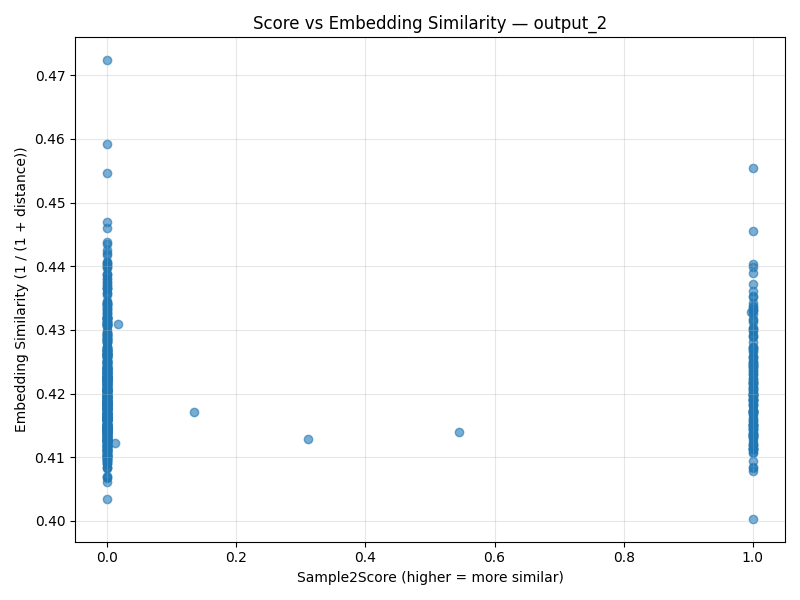 Score vs Embedding Similarity — output_2
Embedding Similarity (1 / (1 + distance))
0.47
0.46
0.45
0.44
0.43
0.42
0.41
0.40
0.0 0.2 0.4 0.6 0.8 1.0
Sample2Score (higher = more similar)